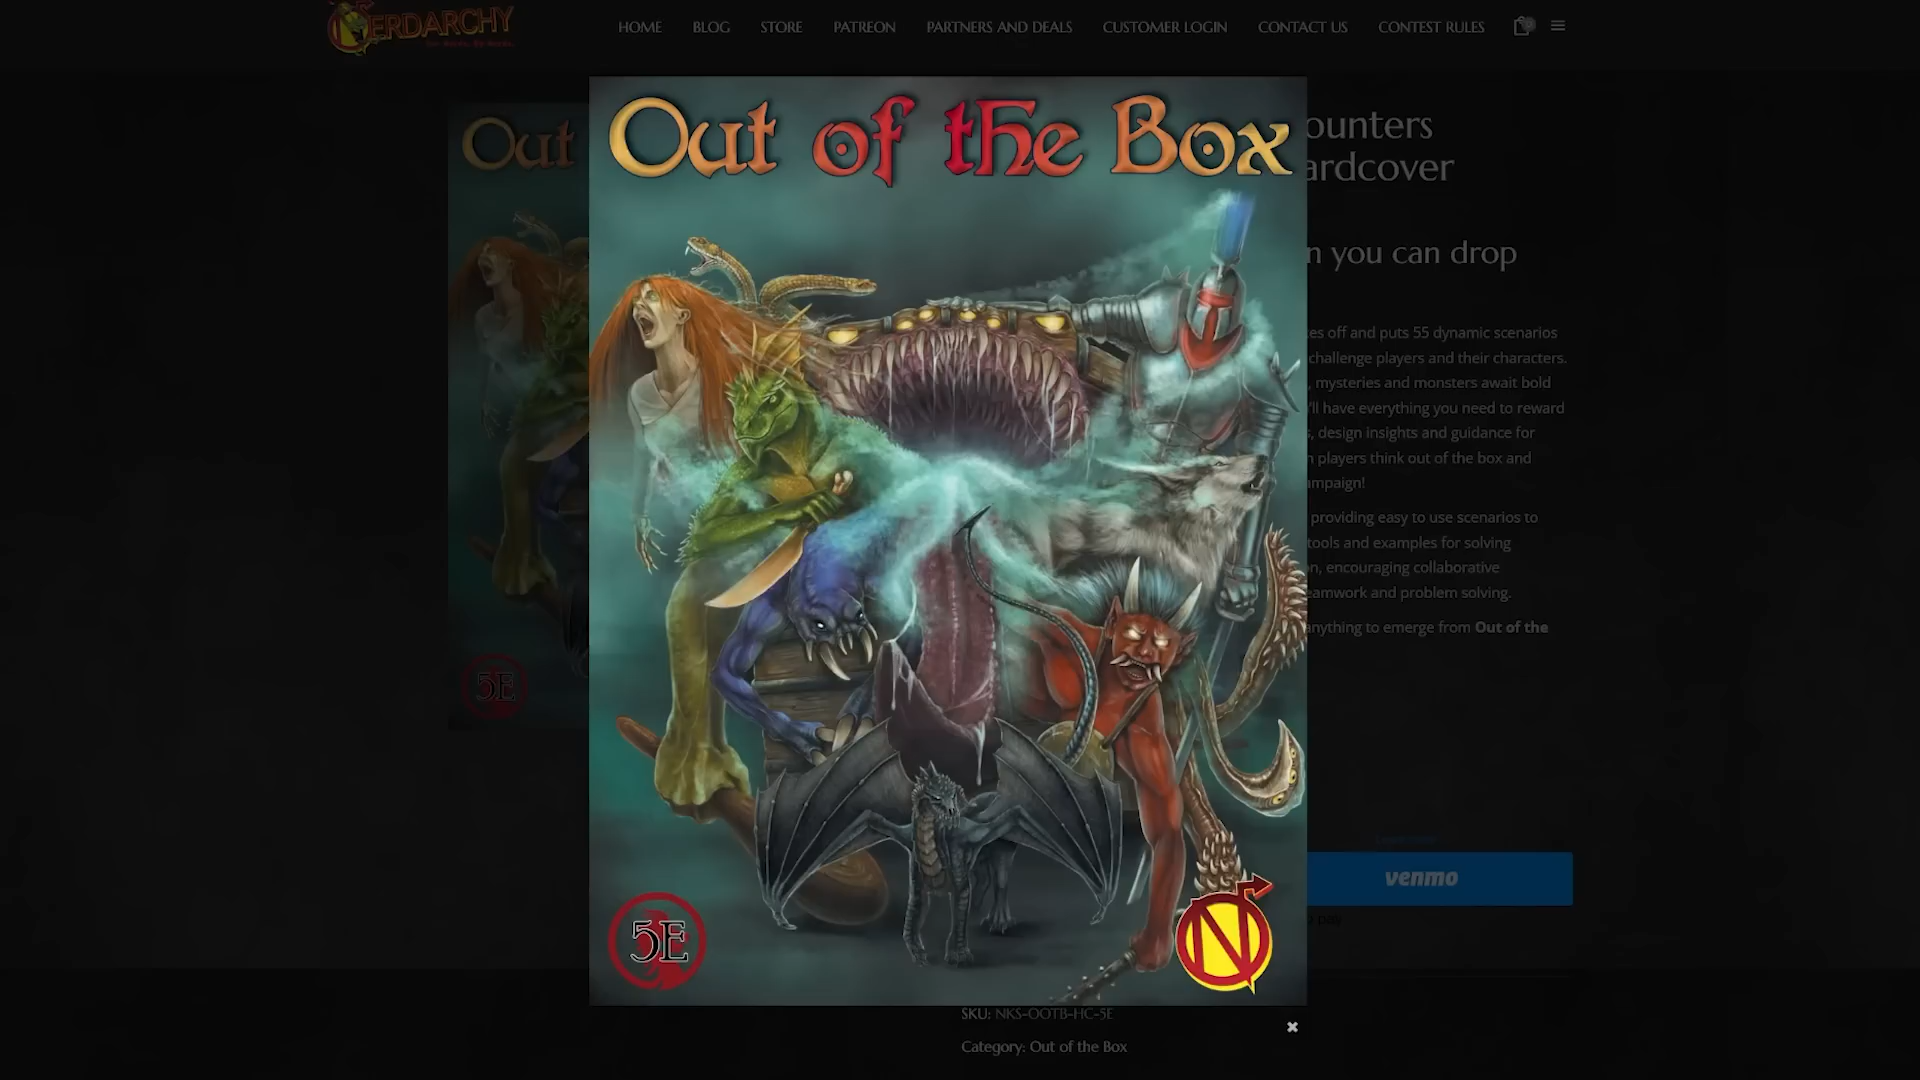 NERDARCHY
HOME BLOG STORE PATREON PARTNERS AND DEALS CUSTOMER LOGIN CONTACT US CONTEST RULES
Out of the Box
Out
ounters
ardcover
n you can drop
es off and puts 55 dynamic scenarios
challenge players and their characters.
, mysteries and monsters await bold
'll have everything you need to reward
s, design insights and guidance for
n players think out of the box and
mpaign!
providing easy to use scenarios to
tools and examples for solving
n, encouraging collaborative
eamwork and problem solving.
anything to emerge from Out of the
5E
venmo
5E
N
SKU: NKS-OOTB-HC-5E
Category: Out of the Box